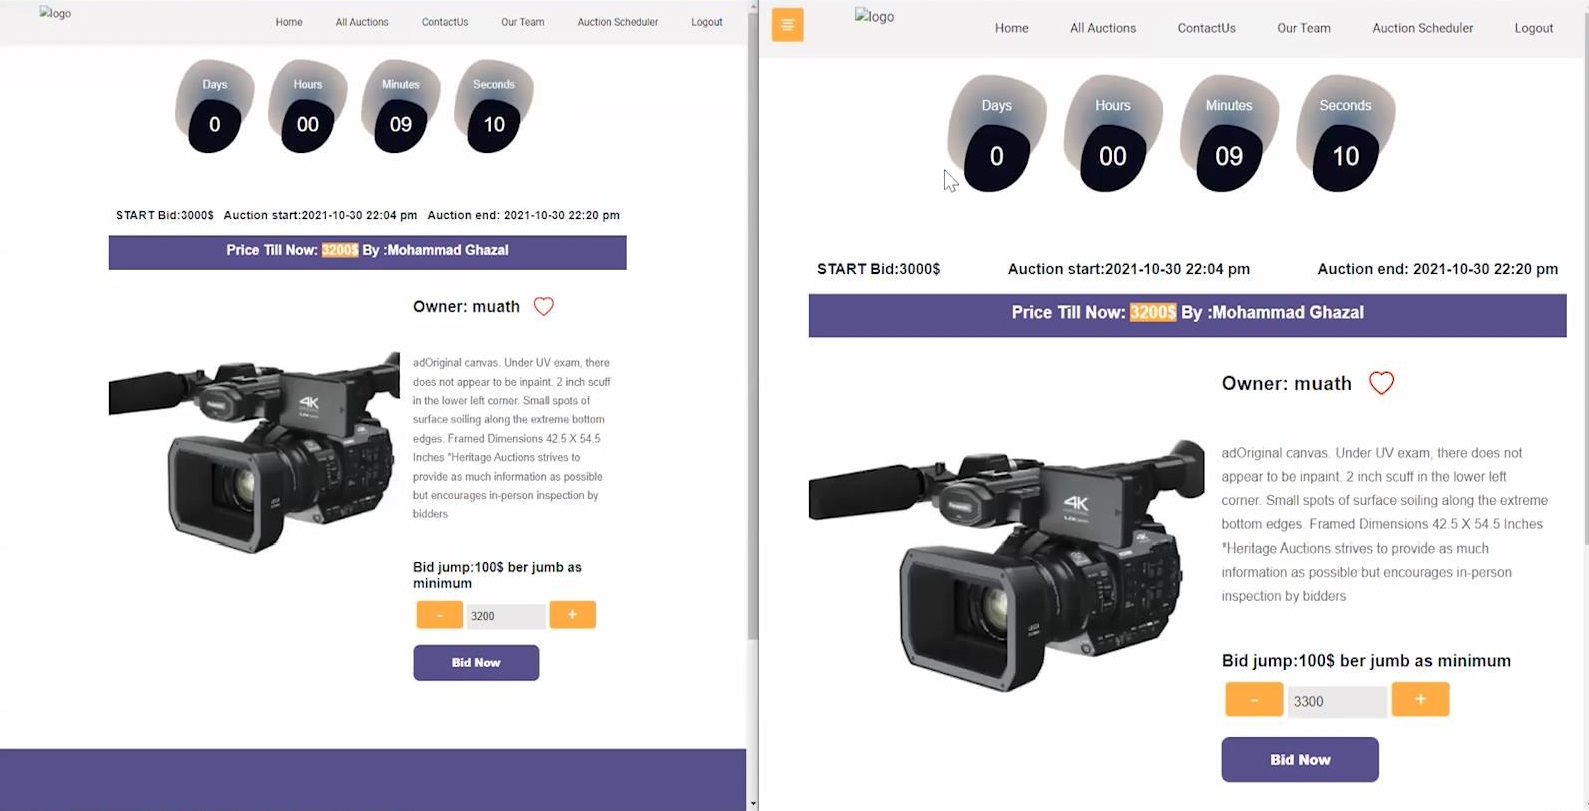 logo
Home All Auctions ContactUs Our Team Auction Scheduler Logout
Days Hours Minutes Seconds
0 00 09 10
START Bid:3000$ Auction start:2021-10-30 22:04 pm Auction end: 2021-10-30 22:20 pm
Price Till Now: 3200$ By :Mohammad Ghazal
Owner: muath
adOriginal canvas. Under UV exam, there
does not appear to be inpaint. 2 inch scuff
in the lower left corner. Small spots of
surface soiling along the extreme bottom
edges. Framed Dimensions 42.5 X 54.5
Inches *Heritage Auctions strives to
provide as much information as possible
but encourages in-person inspection by
bidders
4K
Bid jump:100$ ber jumb as
minimum
- 3200 +
Bid Now
logo
Home All Auctions ContactUs Our Team Auction Scheduler Logout
Days Hours Minutes Seconds
0 00 09 10
START Bid:3000$ Auction start:2021-10-30 22:04 pm Auction end: 2021-10-30 22:20 pm
Price Till Now: 3200$ By :Mohammad Ghazal
Owner: muath
adOriginal canvas. Under UV exam, there does not
appear to be inpaint. 2 inch scuff in the lower left
corner. Small spots of surface soiling along the extreme
bottom edges. Framed Dimensions 42.5 X 54.5 Inches
*Heritage Auctions strives to provide as much
information as possible but encourages in-person
inspection by bidders
4K
Bid jump:100$ ber jumb as minimum
- 3300 +
Bid Now